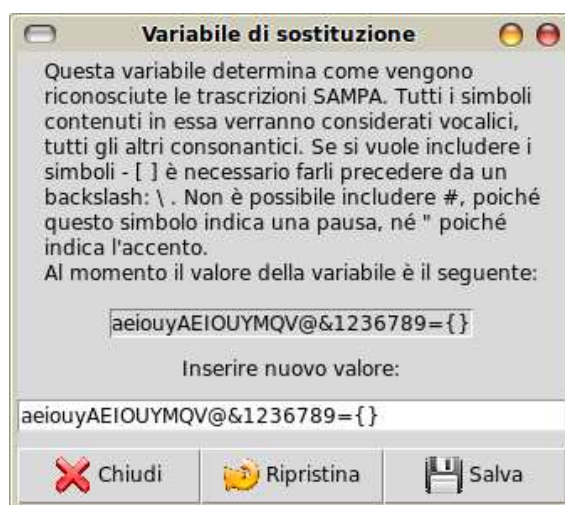 Variabile di sostituzione
Questa variabile determina come vengono
riconosciute le trascrizioni SAMPA. Tutti i simboli
contenuti in essa verranno considerati vocalici,
tutti gli altri consonantici. Se si vuole includere i
simboli - [ ] è necessario farli precedere da un
backslash: \ . Non è possibile includere #, poiché
questo simbolo indica una pausa, né " poiché
indica l'accento.
Al momento il valore della variabile è il seguente:
aeiouyAEIOUYMQV@&1236789={}
Inserire nuovo valore:
aeiouyAEIOUYMQV@&1236789={}
Chiudi Ripristina Salva